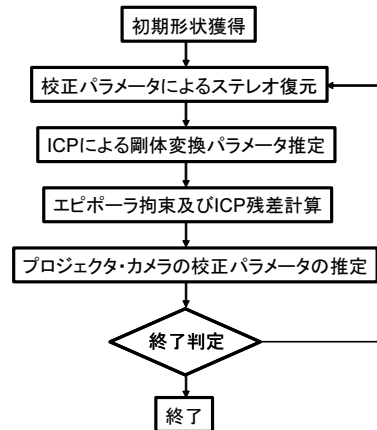 初期形状獲得
校正パラメータによるステレオ復元
ICPによる剛体変換パラメータ推定
エピポーラ拘束及びICP残差計算
プロジェクタ・カメラの校正パラメータの推定
終了判定
終了